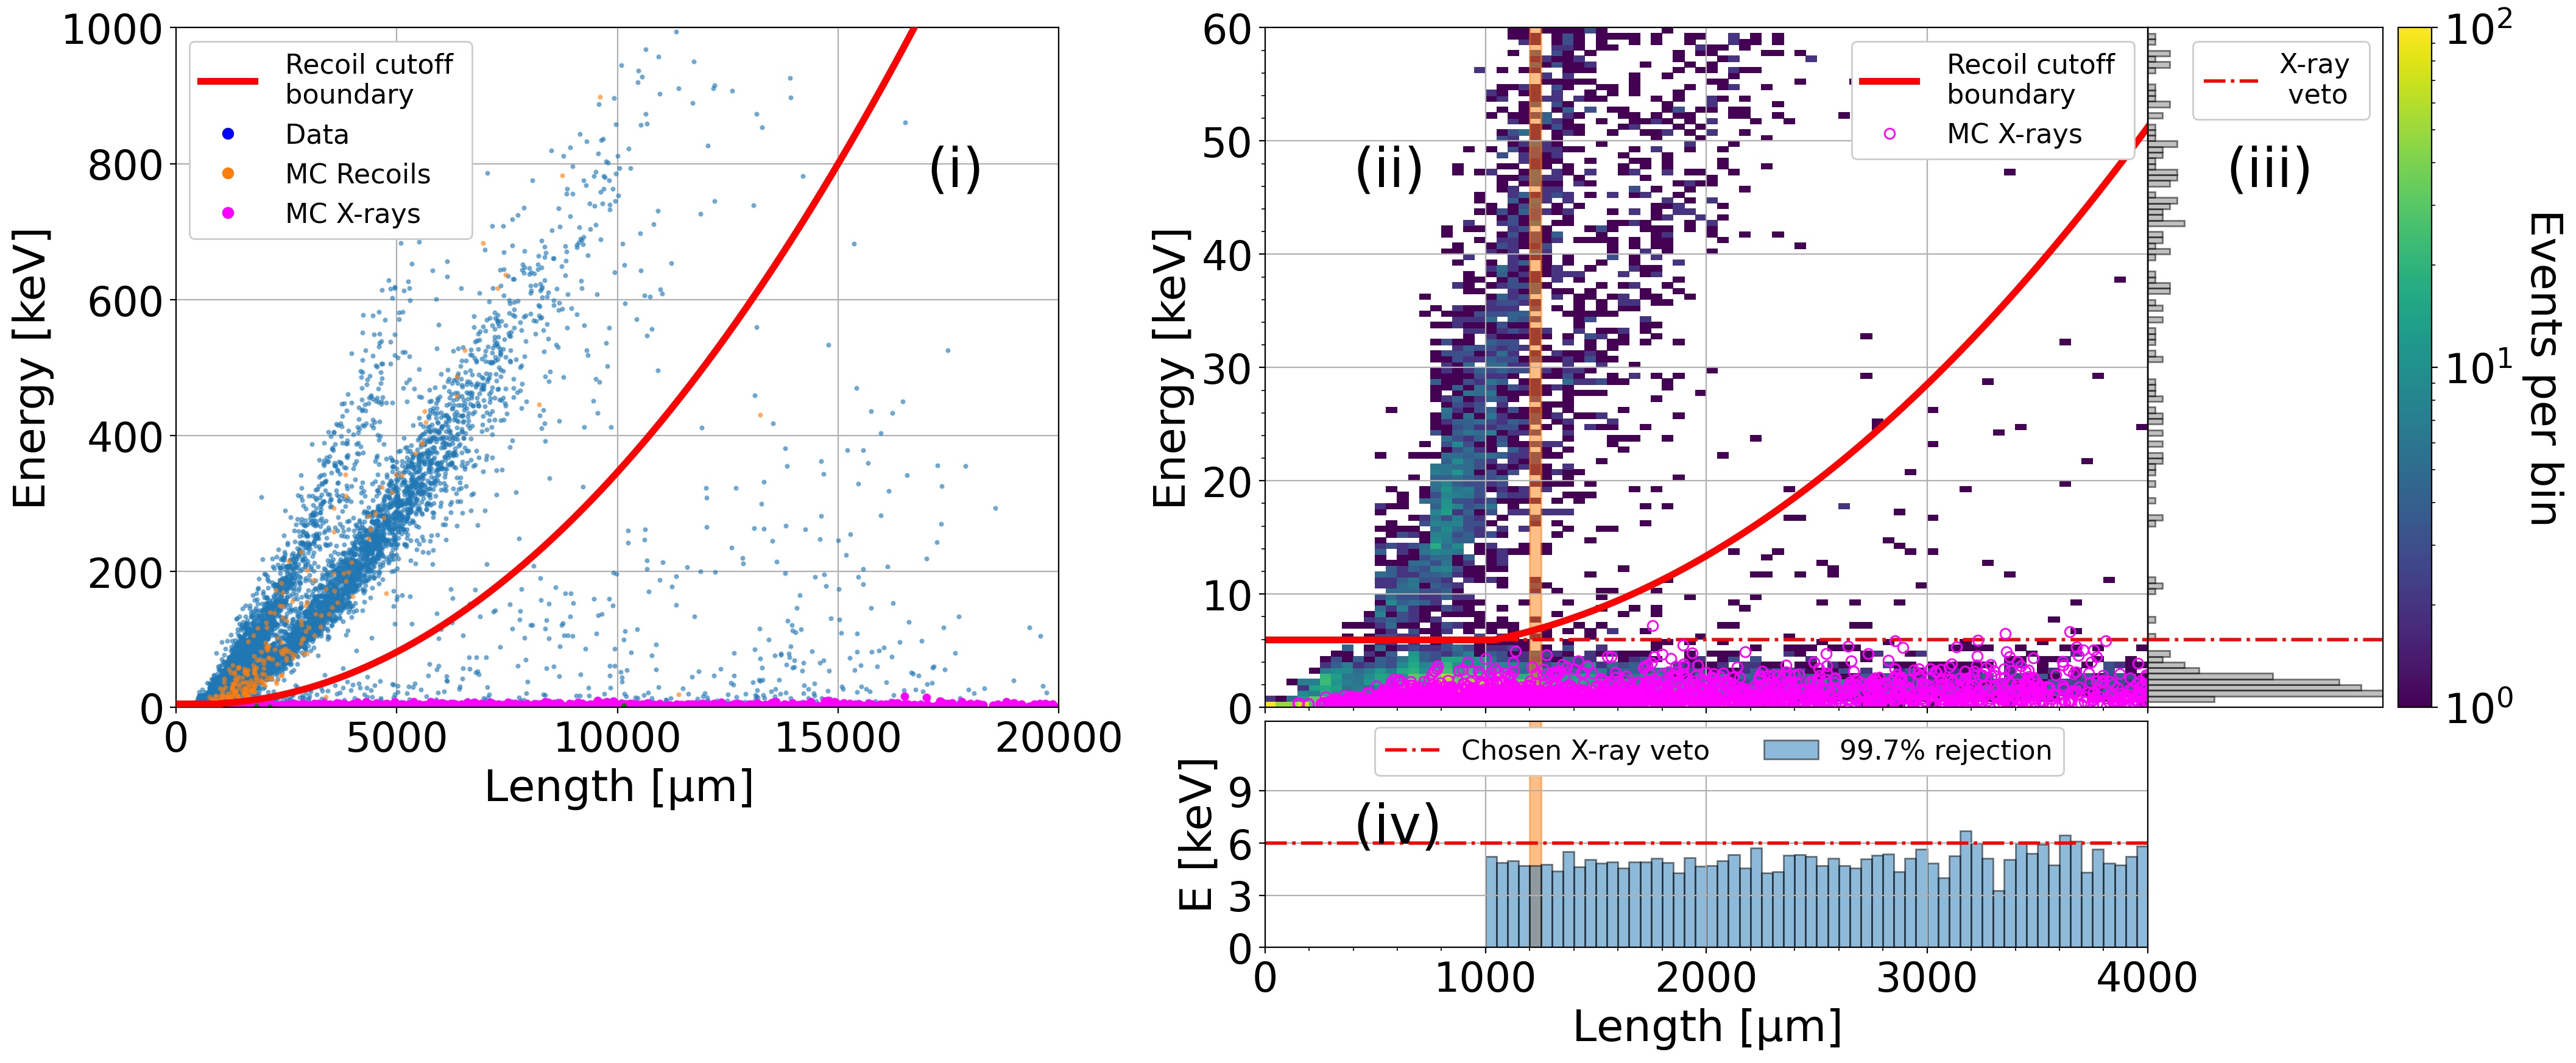 1000
800
600
400
200
0
Energy [keV]
Recoil cutoff
boundary
Data
MC Recoils
MC X-rays
(i)
0 5000 10000 15000 20000
Length [μm]
60
50
40
30
20
10
0
Energy [keV]
(ii)
Recoil cutoff
boundary
MC X-rays
X-ray
veto
(iii)
10²
10¹
10⁰
Events per bin
Chosen X-ray veto 99.7% rejection
(iv)
9
6
3
0
E [keV]
0 1000 2000 3000 4000
Length [μm]